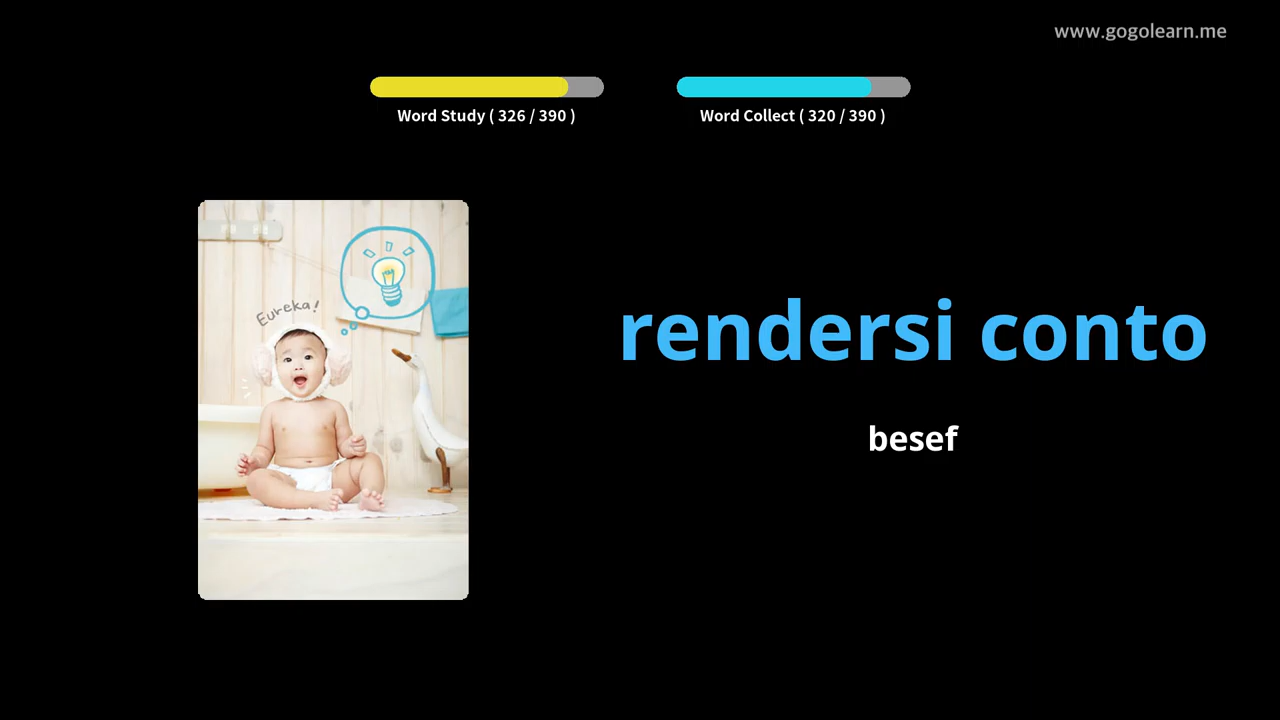 www.gogolearn.me
Word Study ( 326 / 390 )
Word Collect ( 320 / 390 )
Eureka!
rendersi conto
besef